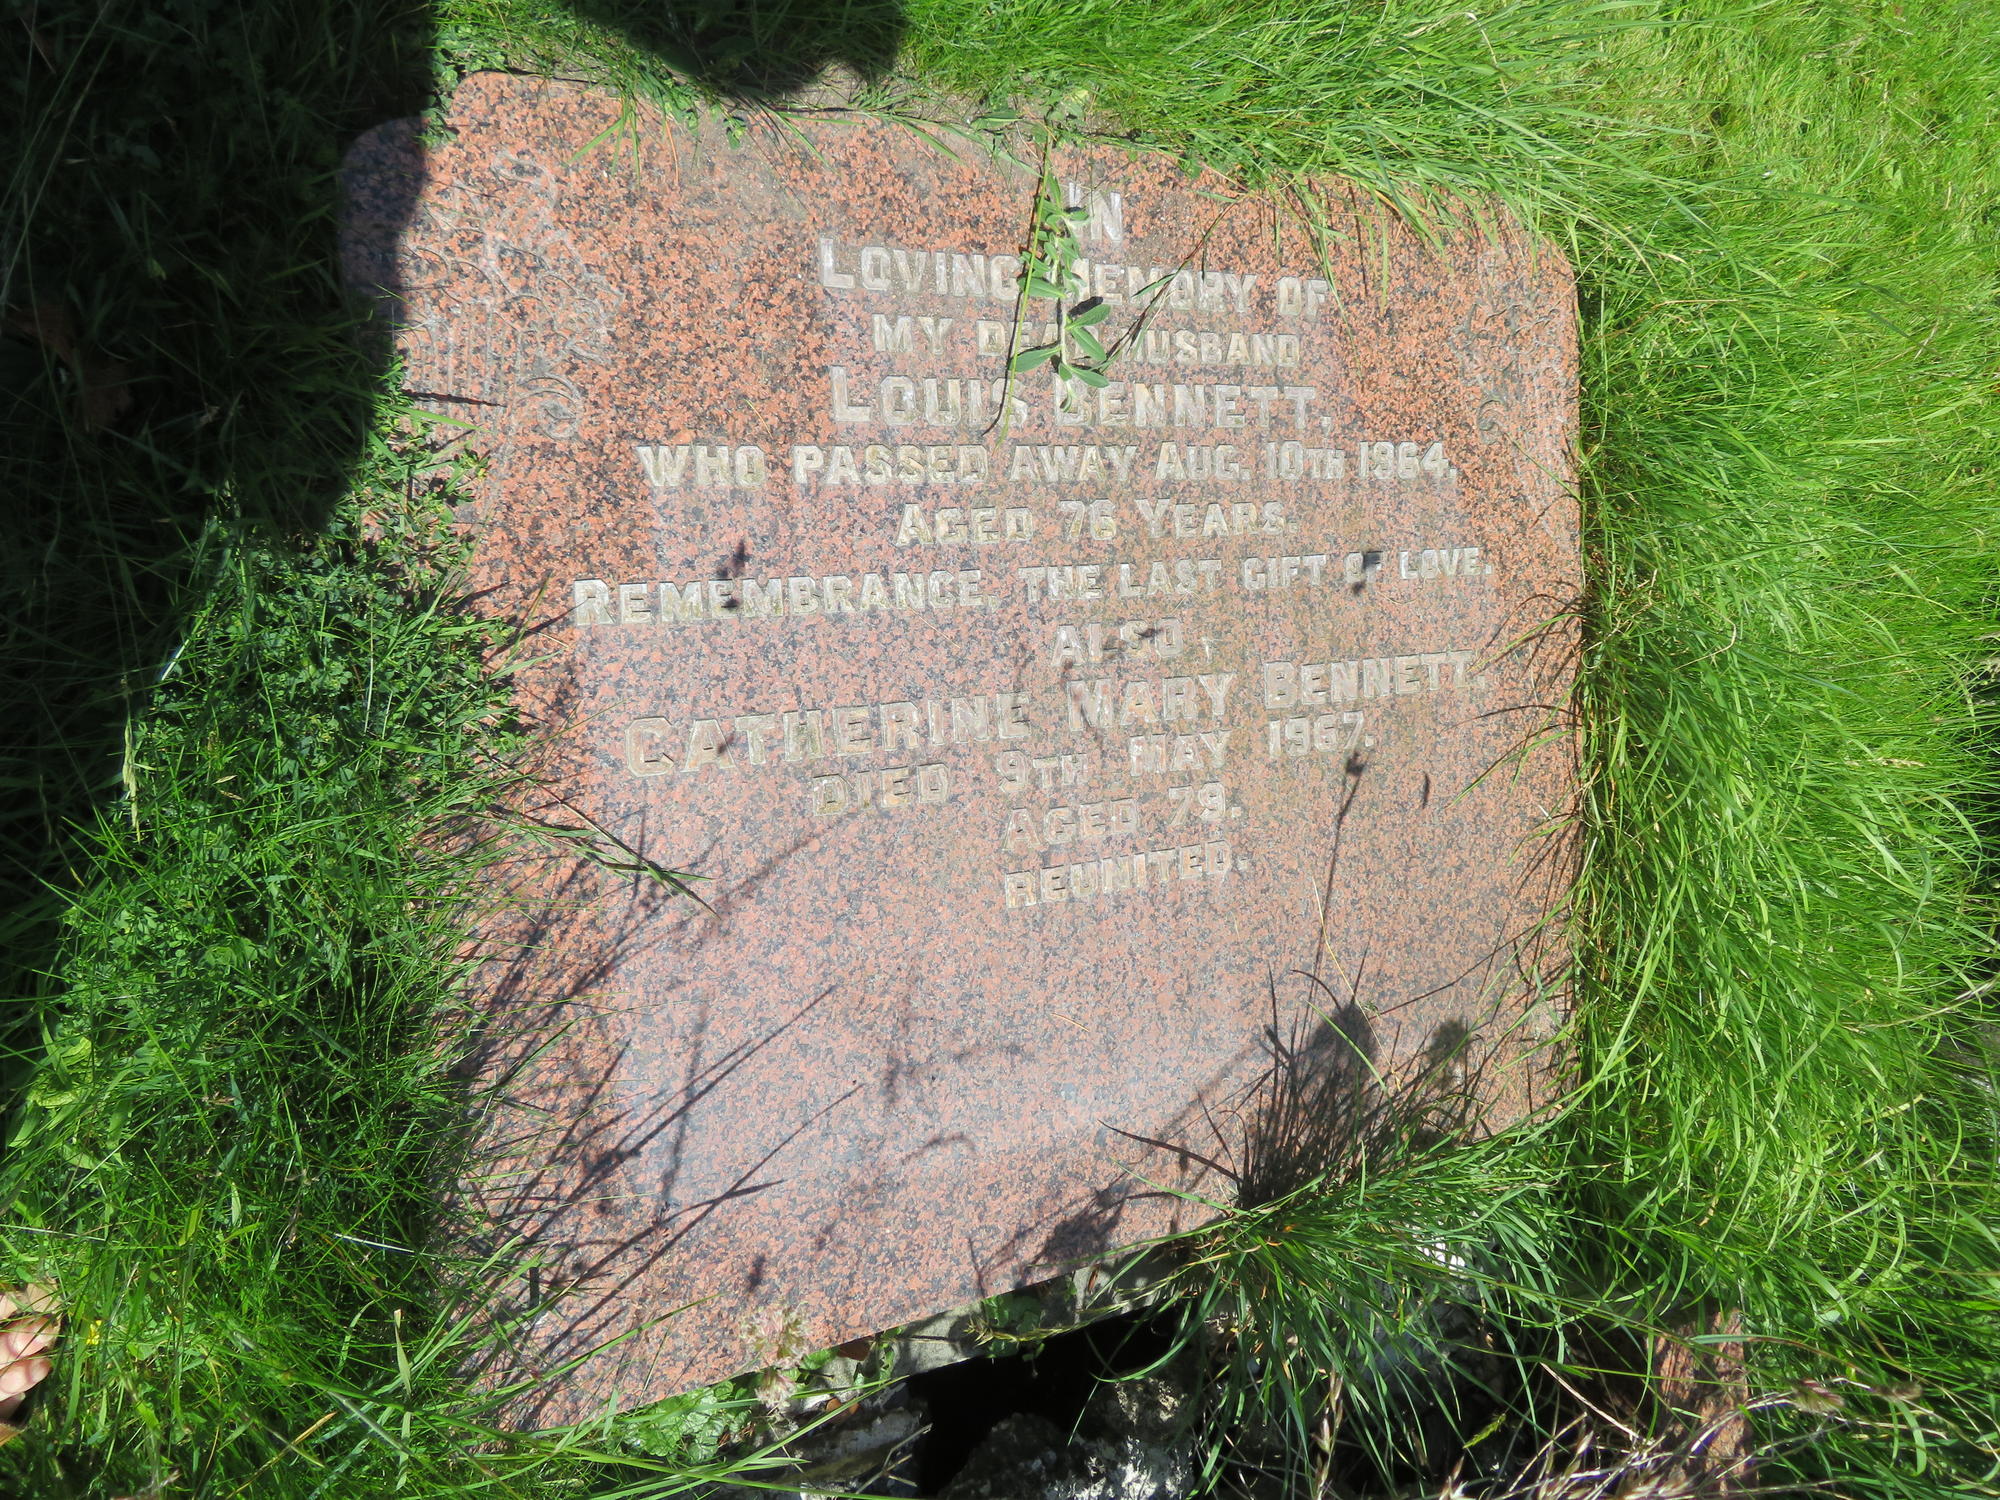 IN
LOVING MEMORY OF
MY DEAR HUSBAND
LOUIS BENNETT,
WHO PASSED AWAY AUG. 10TH 1964,
AGED 76 YEARS.
REMEMBRANCE, THE LAST GIFT OF LOVE.
ALSO
CATHERINE MARY BENNETT,
DIED 9TH MAY 1967.
AGED 79.
REUNITED.